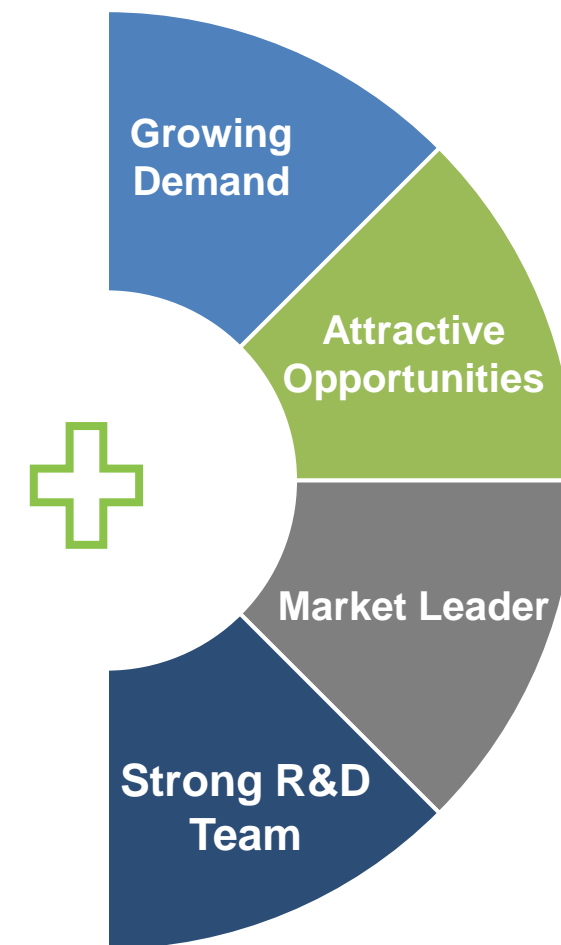 Growing
Demand
Attractive
Opportunities
Market Leader
Strong R&D
Team